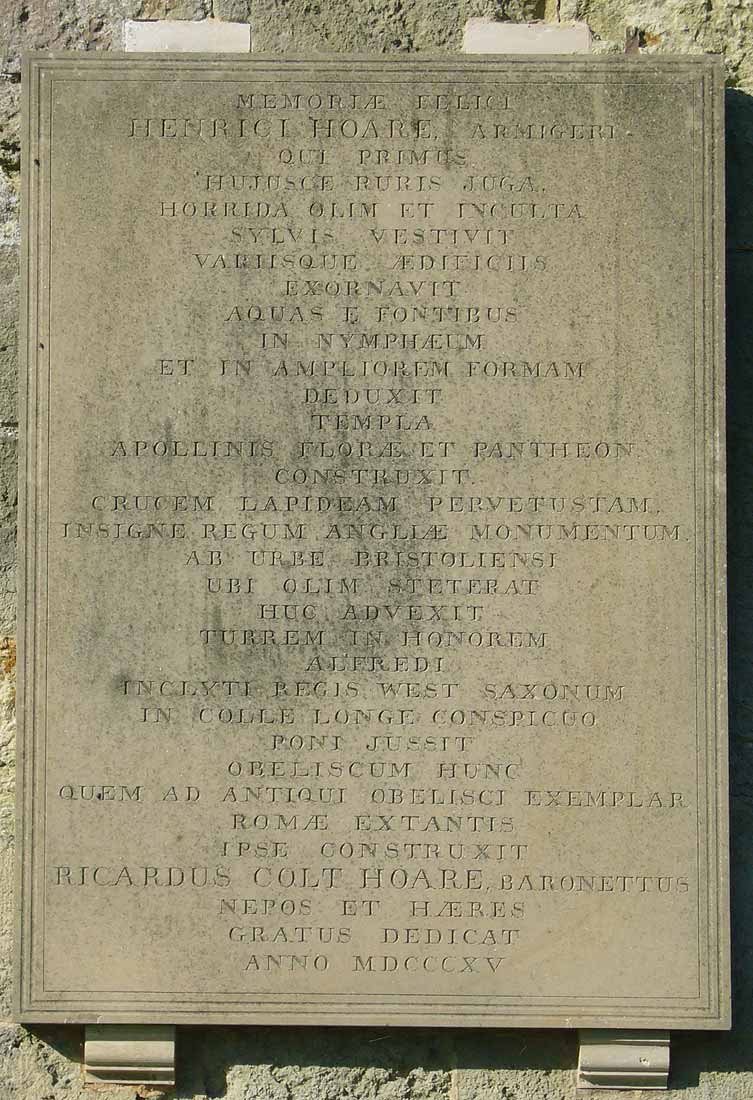 MEMORIÆ FELICI
HENRICI HOARE, ARMIGERI
QUI PRIMUS
HUJUSCE RURIS JUGA,
HORRIDA OLIM ET INCULTA
SYLVIS VESTIVIT
VARIISQUE ÆDIFICIIS
EXORNAVIT
AQUAS E FONTIBUS
IN NYMPHÆUM
ET IN AMPLIOREM FORMAM
DEDUXIT
TEMPLA
APOLLINIS FLORÆ ET PANTHEON
CONSTRUXIT.
CRUCEM LAPIDEAM PERVETUSTAM,
INSIGNE REGUM ANGLIÆ MONUMENTUM,
AB URBE BRISTOLIENSI
UBI OLIM STETERAT
HUC ADVEXIT
TURREM IN HONOREM
ALFREDI
INCLYTI REGIS WEST SAXONUM
IN COLLE LONGE CONSPICUO
PONI JUSSIT
OBELISCUM HUNC
QUEM AD ANTIQUI OBELISCI EXEMPLAR
ROMÆ EXTANTIS
IPSE CONSTRUXIT
RICARDUS COLT HOARE, BARONETTUS
NEPOS ET HÆRES
GRATUS DEDICAT
ANNO MDCCCXV